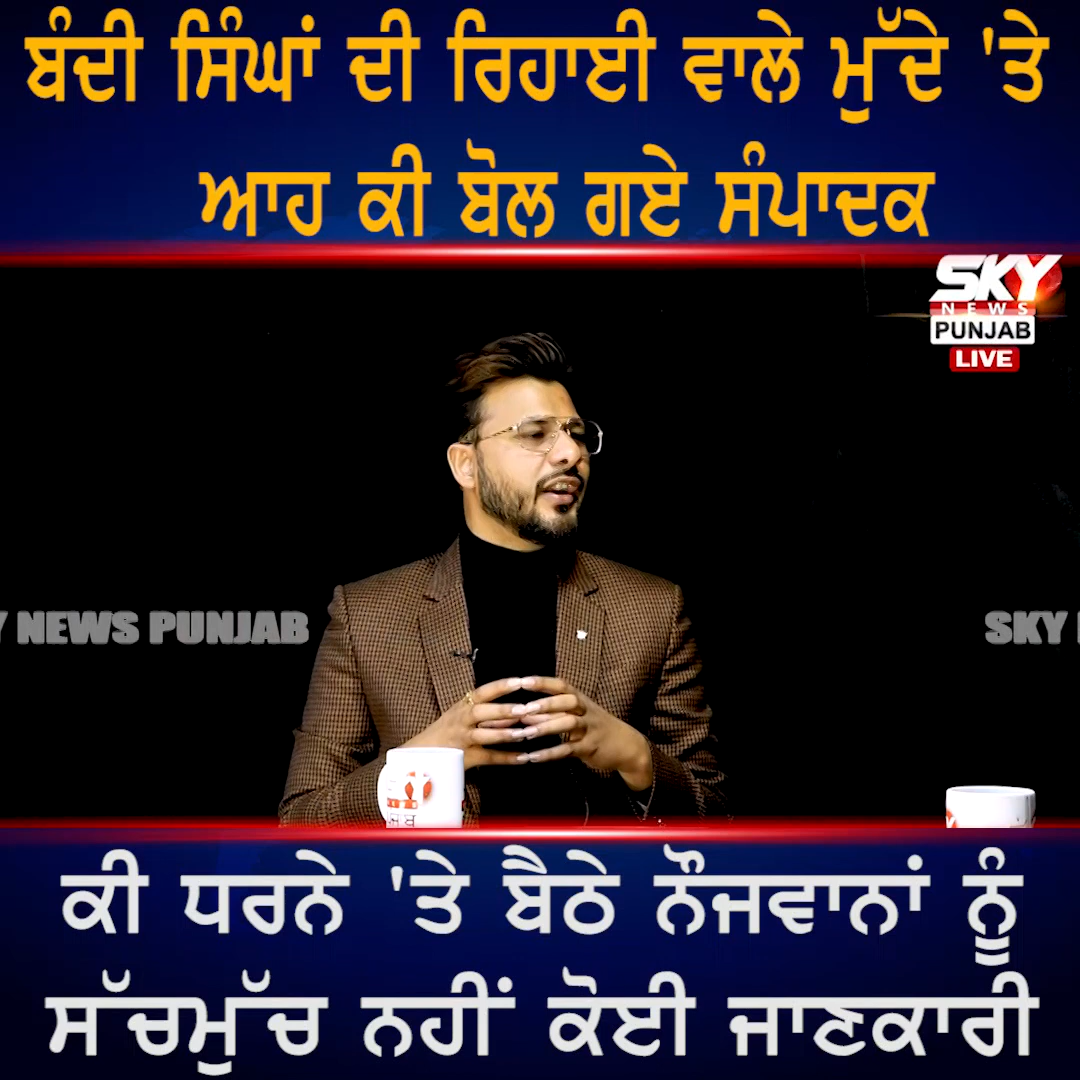 ਬੰਦੀ ਸਿੰਘਾਂ ਦੀ ਰਿਹਾਈ ਵਾਲੇ ਮੁੱਦੇ 'ਤੇ
ਆਹ ਕੀ ਬੋਲ ਗਏ ਸੰਪਾਦਕ
SKY
NEWS
PUNJAB
LIVE
Y NEWS PUNJAB
SKY
ਕੀ ਧਰਨੇ 'ਤੇ ਬੈਠੇ ਨੌਜਵਾਨਾਂ ਨੂੰ
ਸੱਚਮੁੱਚ ਨਹੀਂ ਕੋਈ ਜਾਣਕਾਰੀ